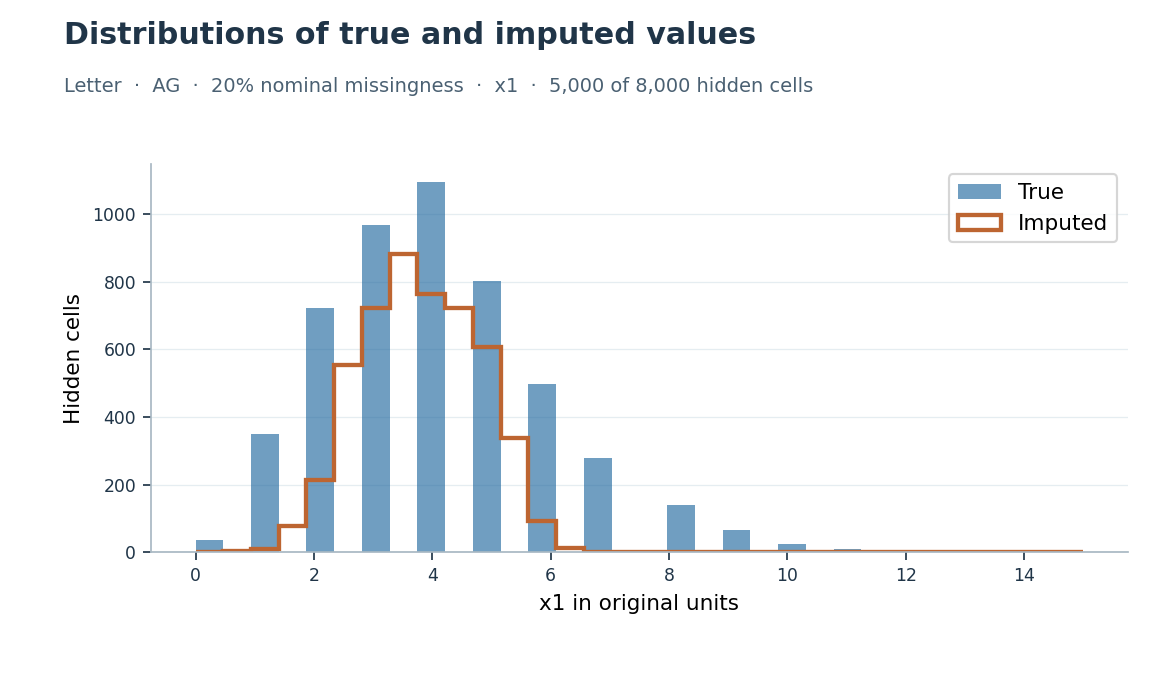 Distributions of true and imputed values
Letter · AG · 20% nominal missingness · x1 · 5,000 of 8,000 hidden cells
True
Imputed
Hidden cells
1000
800
600
400
200
0
0 2 4 6 8 10 12 14
x1 in original units